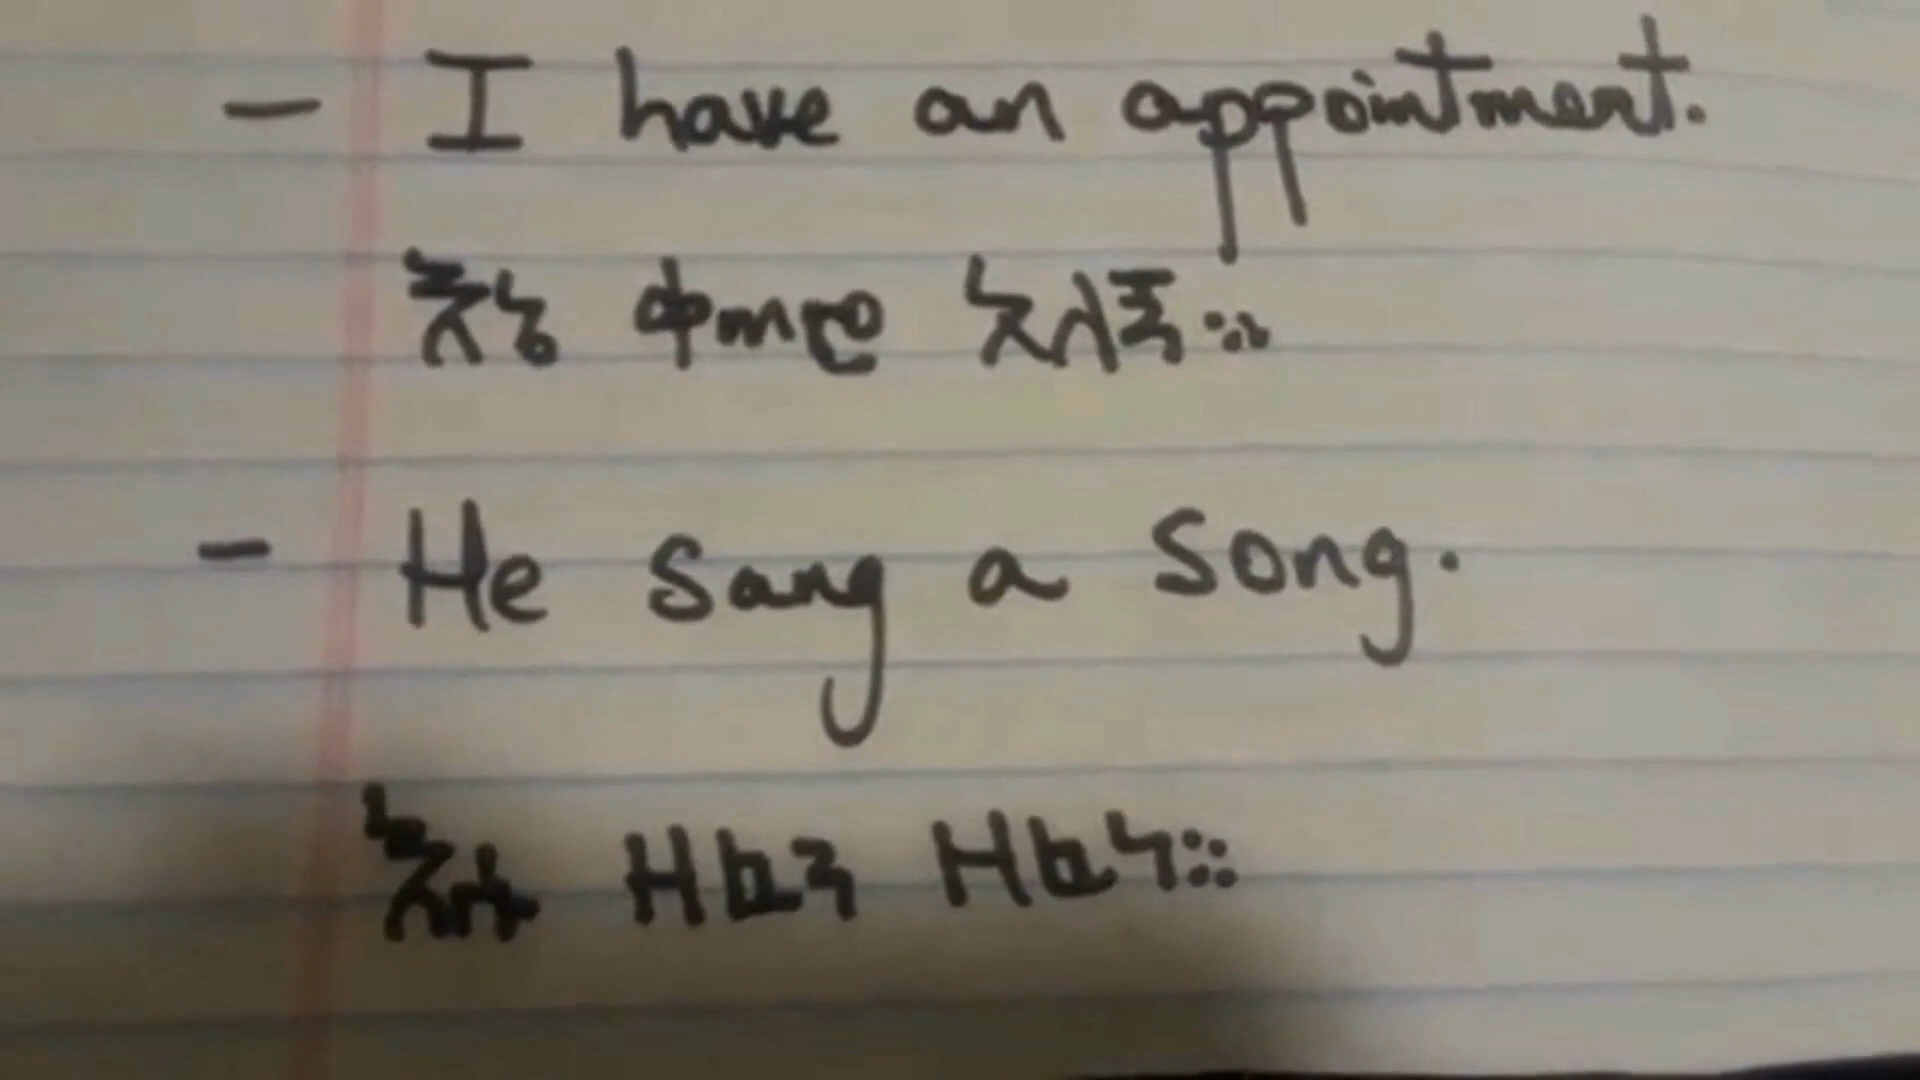 - I have an appointment.
እኔ ቀጠሮ አለኝ።
- He sang a song.
እሱ ዘፈን ዘፈነ።